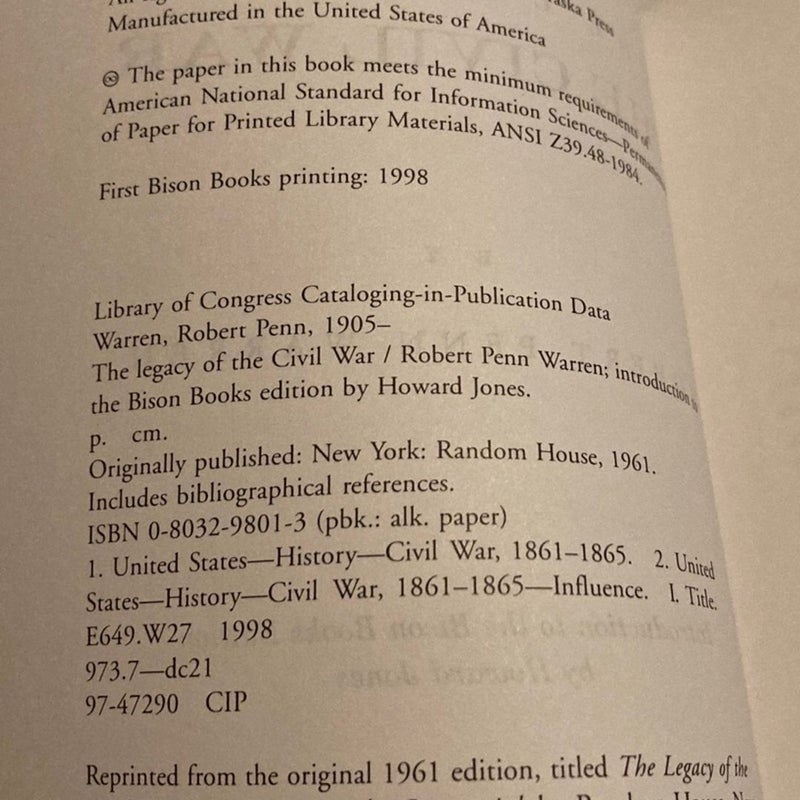 aska Press
Manufactured in the United States of America
♾ The paper in this book meets the minimum requirements of
American National Standard for Information Sciences—Permanence
of Paper for Printed Library Materials, ANSI Z39.48-1984.
First Bison Books printing: 1998
Library of Congress Cataloging-in-Publication Data
Warren, Robert Penn, 1905–
The legacy of the Civil War / Robert Penn Warren; introduction to
the Bison Books edition by Howard Jones.
p. cm.
Originally published: New York: Random House, 1961.
Includes bibliographical references.
ISBN 0-8032-9801-3 (pbk.: alk. paper)
1. United States—History—Civil War, 1861–1865. 2. United
States—History—Civil War, 1861–1865—Influence. I. Title.
E649.W27 1998
973.7—dc21
97-47290 CIP
Reprinted from the original 1961 edition, titled The Legacy of the